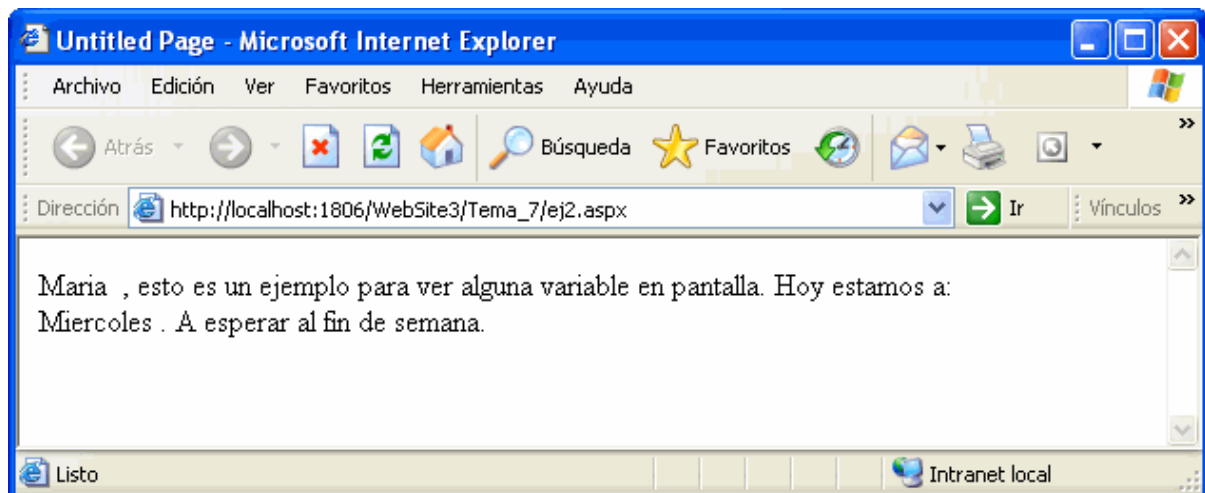 Untitled Page - Microsoft Internet Explorer
Archivo Edición Ver Favoritos Herramientas Ayuda
Atrás Búsqueda Favoritos »
Dirección http://localhost:1806/WebSite3/Tema_7/ej2.aspx Ir Vínculos »
Maria , esto es un ejemplo para ver alguna variable en pantalla. Hoy estamos a:
Miercoles . A esperar al fin de semana.
Listo Intranet local